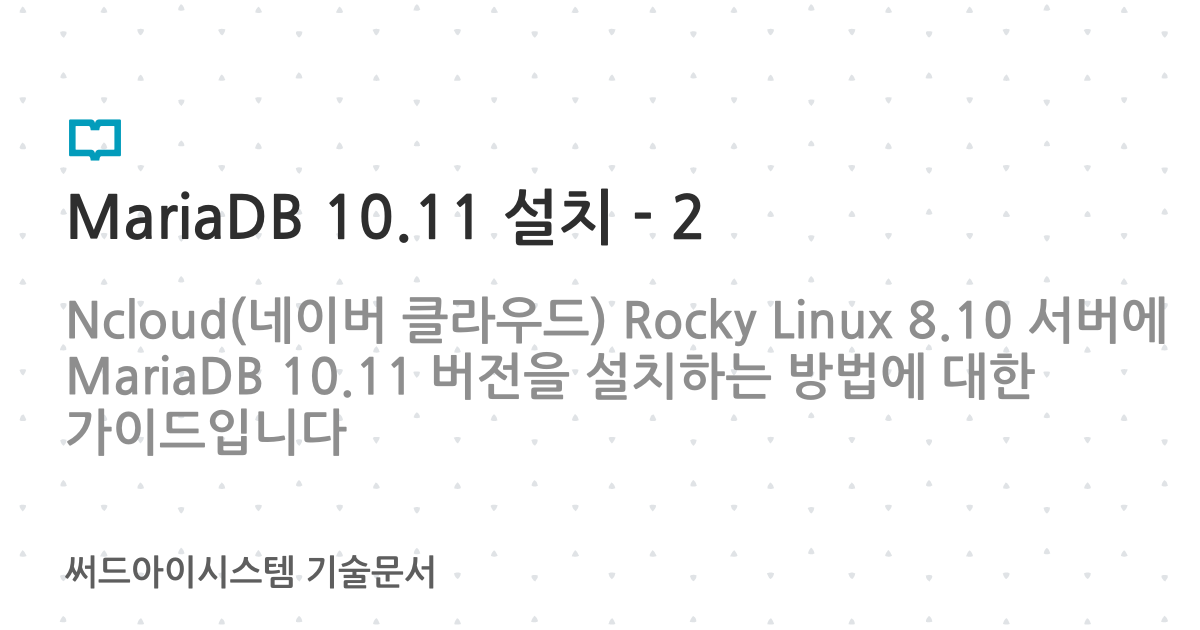 MariaDB 10.11 설치 - 2
Ncloud(네이버 클라우드) Rocky Linux 8.10 서버에
MariaDB 10.11 버전을 설치하는 방법에 대한
가이드입니다
써드아이시스템 기술문서